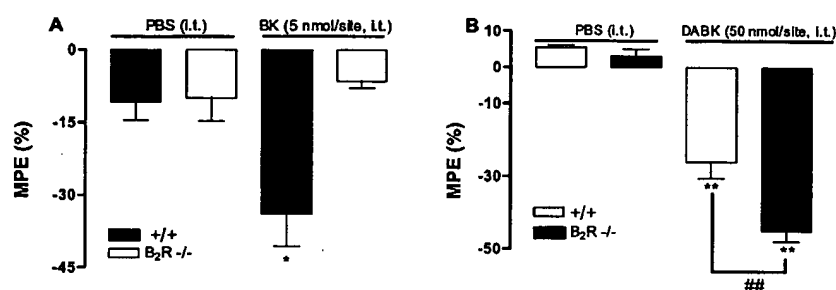 A
PBS (i.t.)
BK (5 nmol/site, i.t.)
0
-15
-30
-45
MPE (%)
+/+
B₂R -/-
*
B
PBS (i.t.)
DABK (50 nmol/site, i.t.)
10
0
-10
-30
-50
MPE (%)
+/+
B₂R -/-
**
**
##